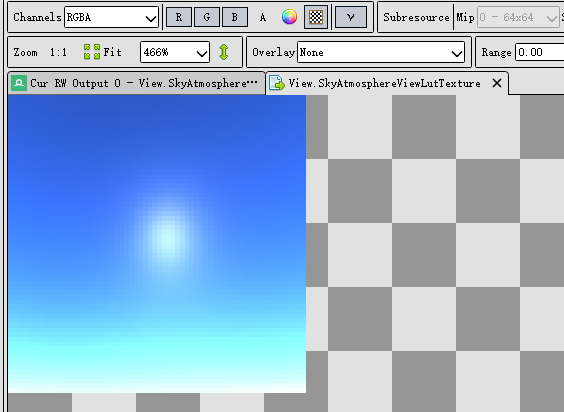 Channels RGBA R G B A γ Subresource Mip 0 - 64x64
Zoom 1:1 Fit 466% Overlay None Range 0.00
Cur RW Output 0 - View.SkyAtmosphere··· View.SkyAtmosphereViewLutTexture